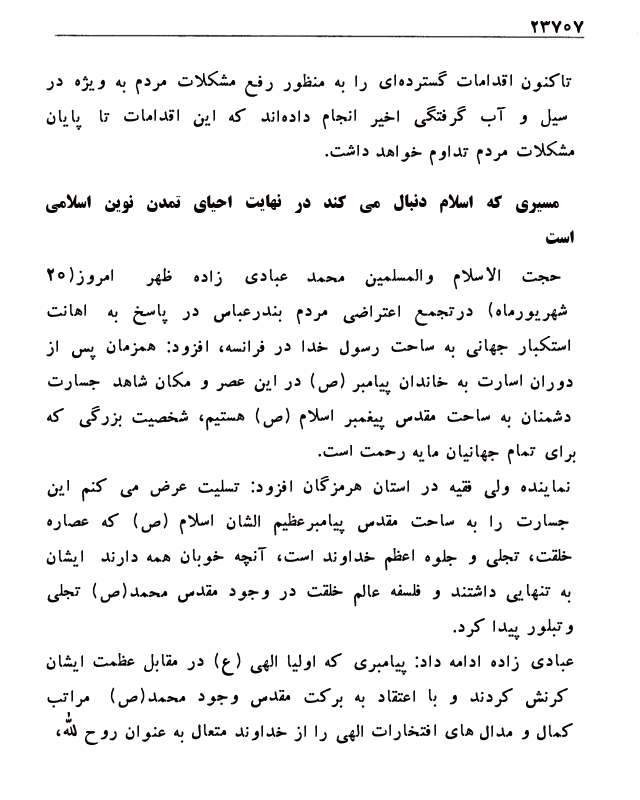 ۲۳۷۰۷
تاکنون اقدامات گسترده‌ای را به منظور رفع مشکلات مردم به ویژه در
سیل و آب گرفتگی اخیر انجام داده‌اند که این اقدامات تا پایان
مشکلات مردم تداوم خواهد داشت.
مسیری که اسلام دنبال می کند در نهایت احیای تمدن نوین اسلامی
است
حجت الاسلام والمسلمین محمد عبادی زاده ظهر امروز(۲۵
شهریورماه) درتجمع اعتراضی مردم بندرعباس در پاسخ به اهانت
استکبار جهانی به ساحت رسول خدا در فرانسه، افزود: همزمان پس از
دوران اسارت به خاندان پیامبر (ص) در این عصر و مکان شاهد جسارت
دشمنان به ساحت مقدس پیغمبر اسلام (ص) هستیم، شخصیت بزرگی که
برای تمام جهانیان مایه رحمت است.
نماینده ولی فقیه در استان هرمزگان افزود: تسلیت عرض می کنم این
جسارت را به ساحت مقدس پیامبرعظیم الشان اسلام (ص) که عصاره
خلقت، تجلی و جلوه اعظم خداوند است، آنچه خوبان همه دارند ایشان
به تنهایی داشتند و فلسفه عالم خلقت در وجود مقدس محمد(ص) تجلی
وتبلور پیدا کرد.
عبادی زاده ادامه داد: پیامبری که اولیا الهی (ع) در مقابل عظمت ایشان
کرنش کردند و با اعتقاد به برکت مقدس وجود محمد(ص) مراتب
کمال و مدال های افتخارات الهی را از خداوند متعال به عنوان روح لله،